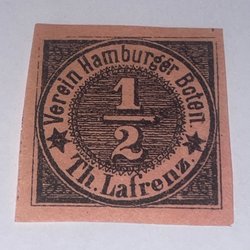 Verein Hamburger Boten.
1/2
Th. Lafrenz.